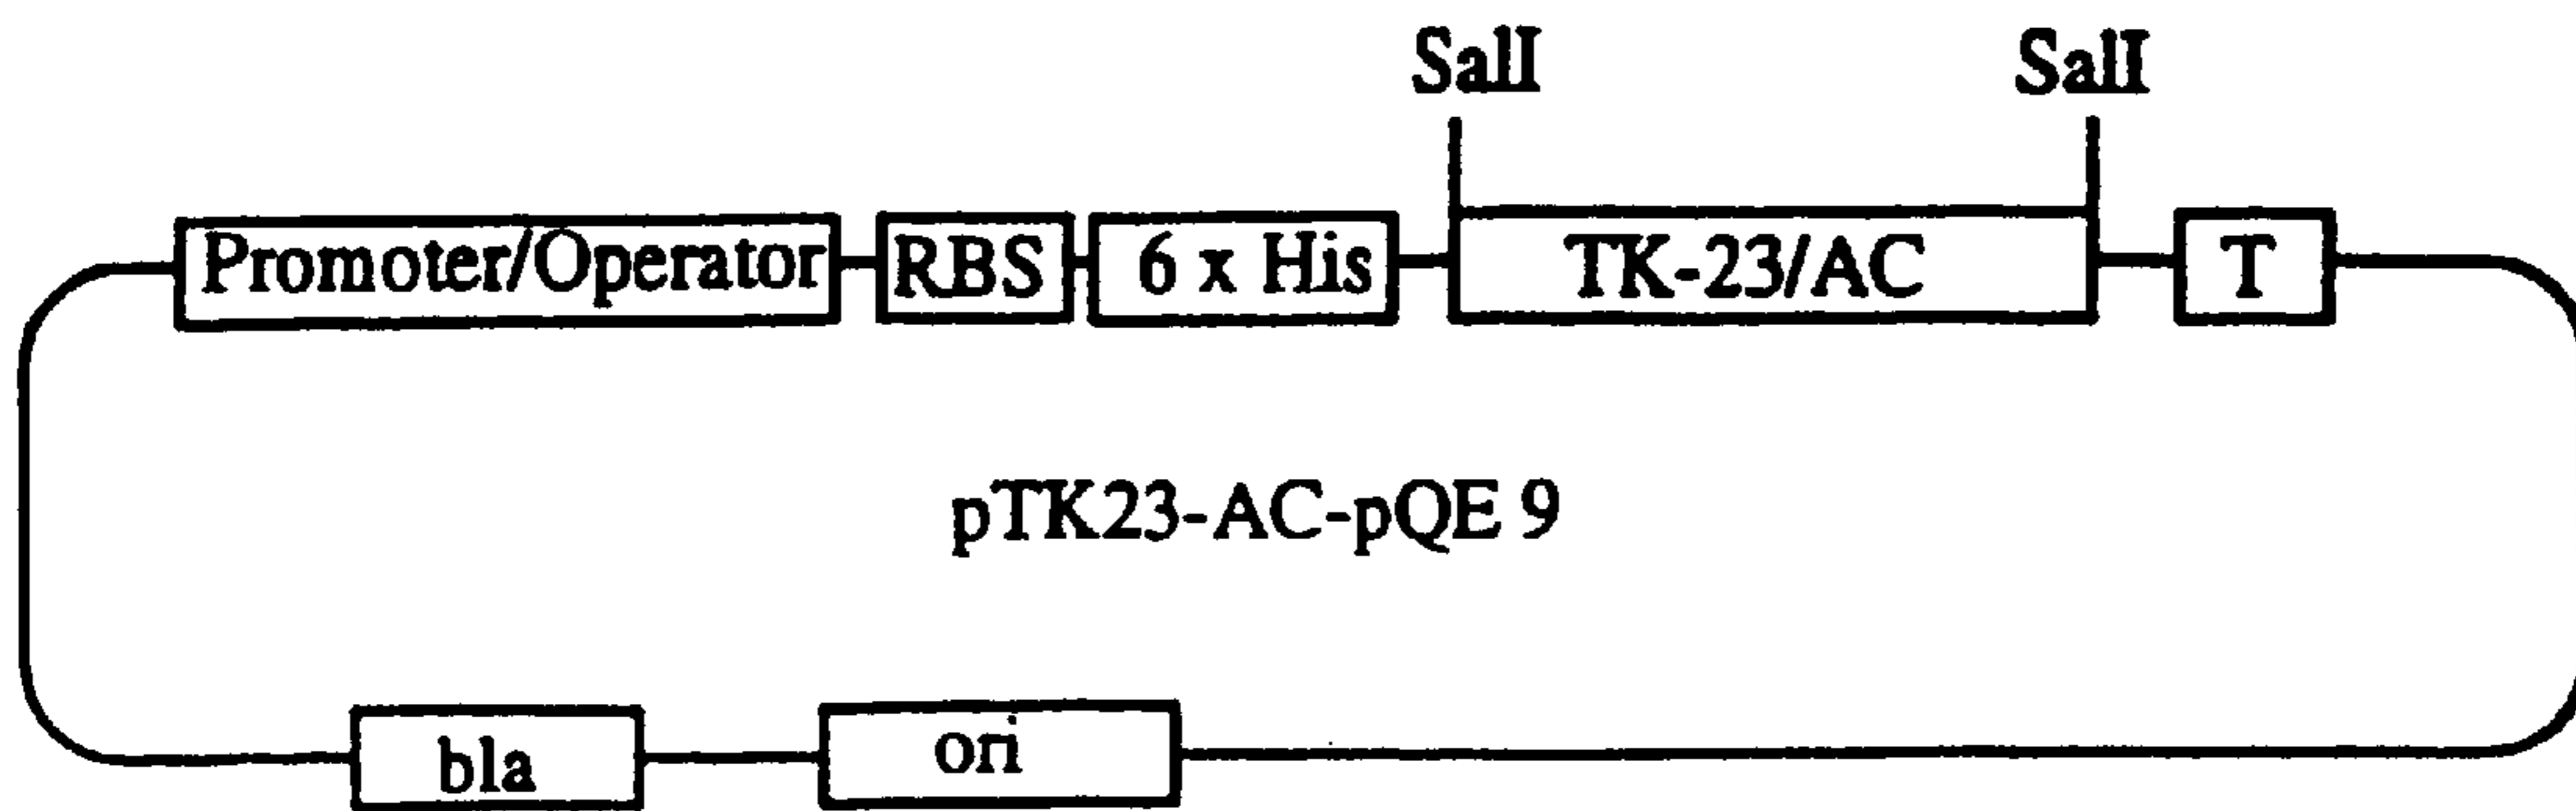 SalI SalI
Promoter/Operator RBS 6 x His TK-23/AC T
pTK23-AC-pQE 9
bla ori